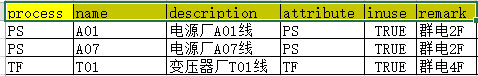 process name description attribute inuse remark
PS A01 电源厂A01线 PS TRUE 群电2F
PS A07 电源厂A07线 PS TRUE 群电2F
TF T01 变压器厂T01线 TF TRUE 群电4F